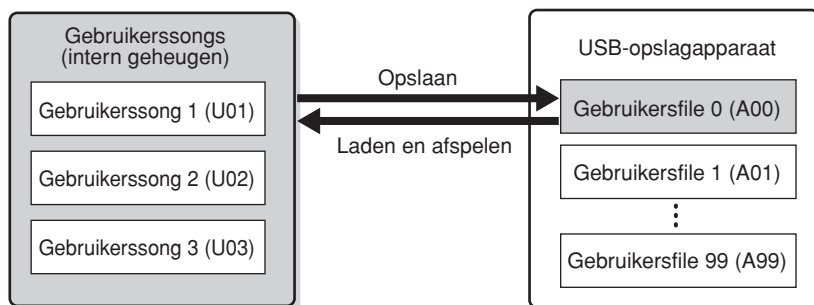 Gebruikerssongs
(intern geheugen)
Gebruikerssong 1 (U01)
Gebruikerssong 2 (U02)
Gebruikerssong 3 (U03)
Opslaan
Laden en afspelen
USB-opslagapparaat
Gebruikersfile 0 (A00)
Gebruikersfile 1 (A01)
Gebruikersfile 99 (A99)